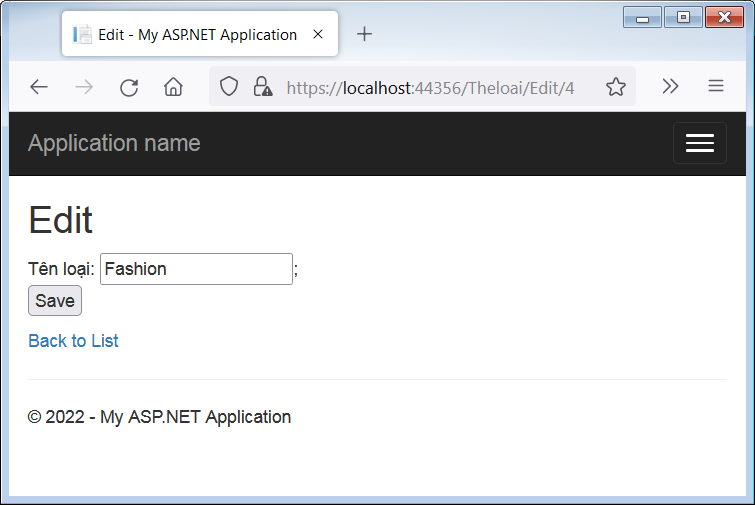 Edit - My ASP.NET Application
https://localhost:44356/Theloai/Edit/4
Application name
Edit
Tên loại: Fashion;
Save
Back to List
© 2022 - My ASP.NET Application